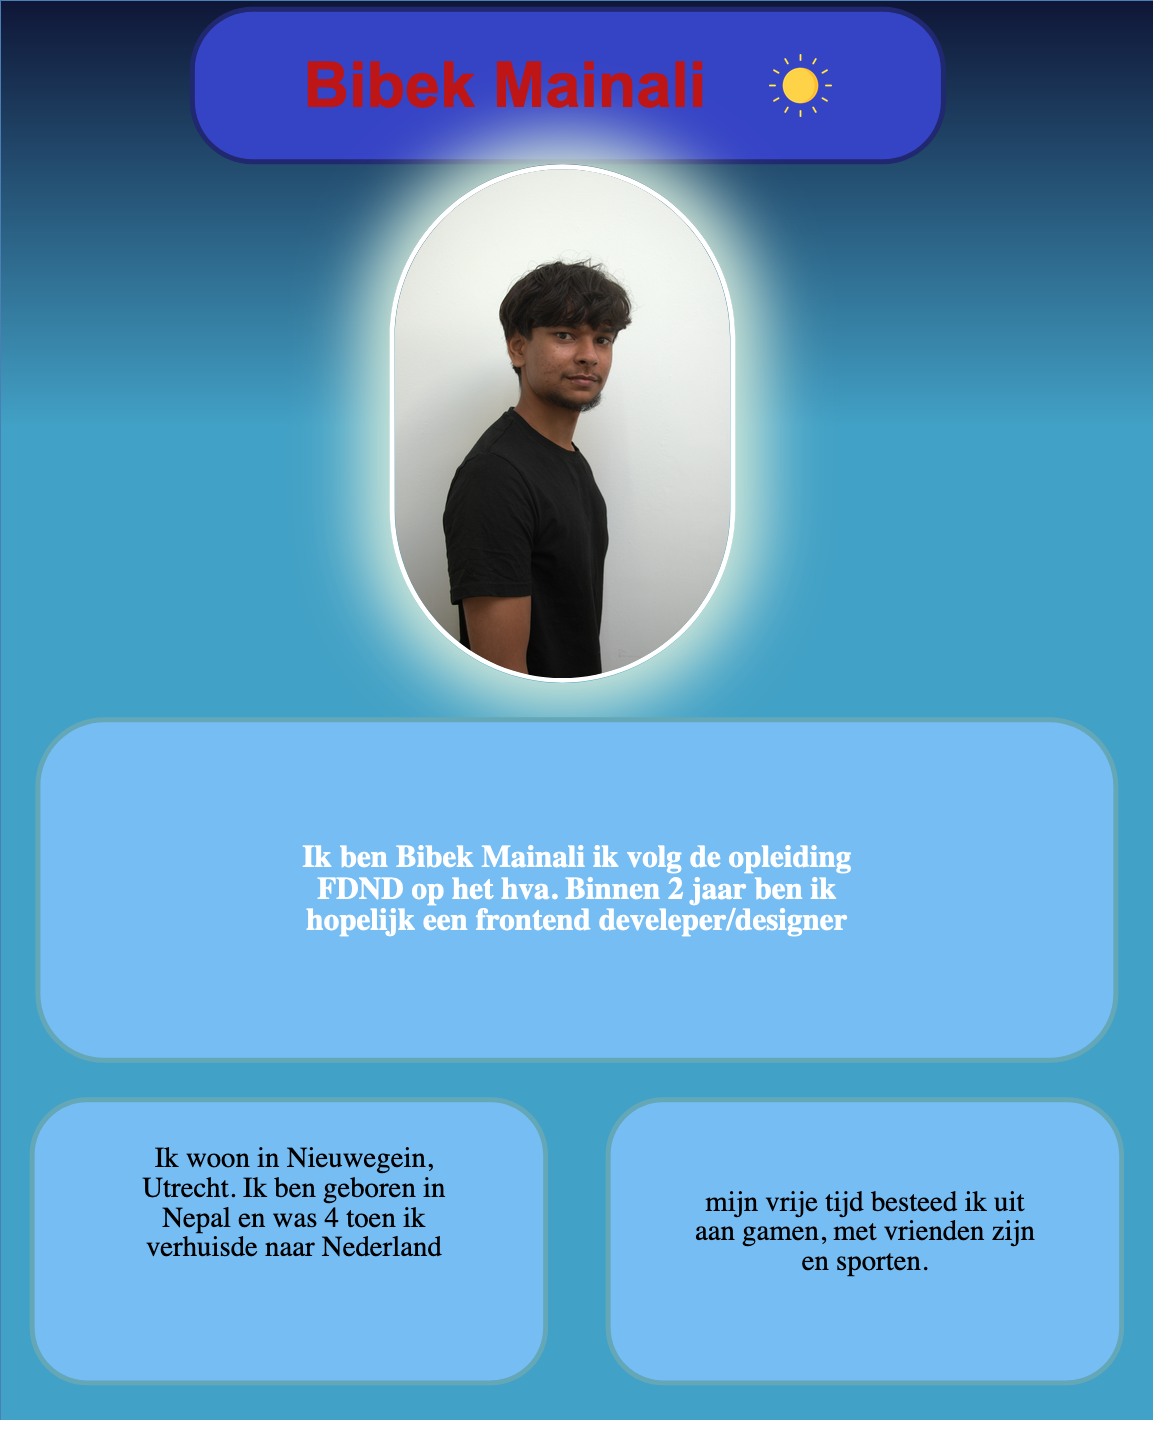 Bibek Mainali
Ik ben Bibek Mainali ik volg de opleiding
FDND op het hva. Binnen 2 jaar ben ik
hopelijk een frontend develeper/designer
Ik woon in Nieuwegein,
Utrecht. Ik ben geboren in
Nepal en was 4 toen ik
verhuisde naar Nederland
mijn vrije tijd besteed ik uit
aan gamen, met vrienden zijn
en sporten.